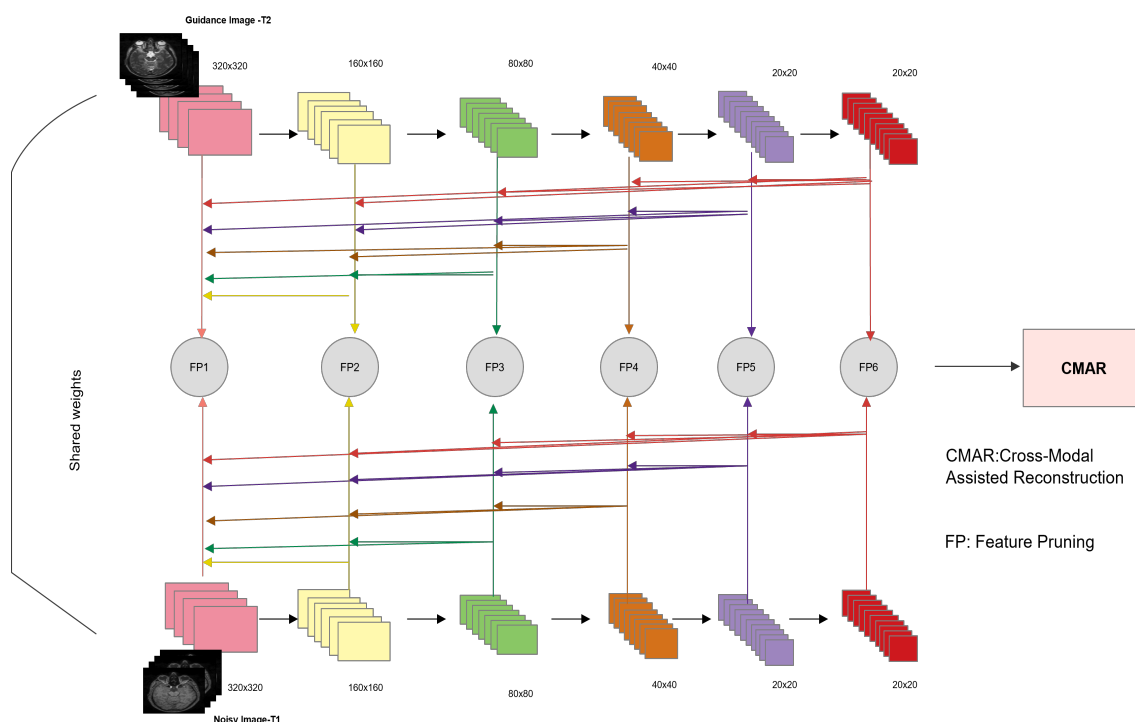 Guidance Image -T2
320x320
160x160
80x80
40x40
20x20
20x20
Shared weights
FP1
FP2
FP3
FP4
FP5
FP6
CMAR
CMAR:Cross-Modal
Assisted Reconstruction
FP: Feature Pruning
320x320
160x160
80x80
40x40
20x20
20x20
Noisy Image-T1